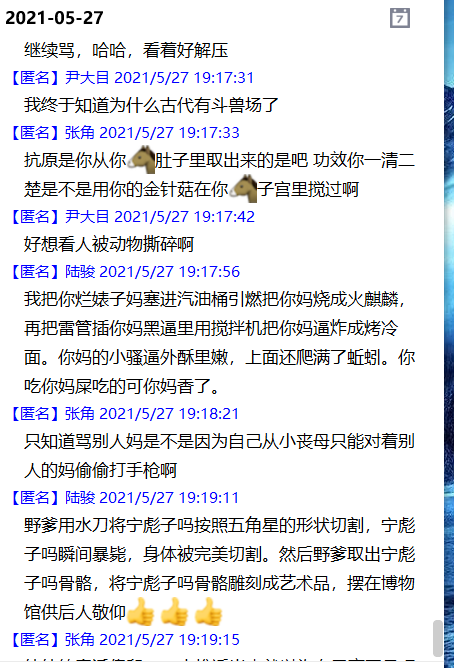 2021-05-27
7
继续骂，哈哈，看着好解压
【匿名】尹大目 2021/5/27 19:17:31
我终于知道为什么古代有斗兽场了
【匿名】张角 2021/5/27 19:17:33
抗原是你从你🐴肚子里取出来的是吧 功效你一清二
楚是不是用你的金针菇在你🐴子宫里搅过啊
【匿名】尹大目 2021/5/27 19:17:42
好想看人被动物撕碎啊
【匿名】陆骏 2021/5/27 19:17:56
我把你烂婊子妈塞进汽油桶引燃把你妈烧成火麒麟，
再把雷管插你妈黑逼里用搅拌机把你妈逼炸成烤冷
面。你妈的小骚逼外酥里嫩，上面还爬满了蚯蚓。你
吃你妈屎吃的可你妈香了。
【匿名】张角 2021/5/27 19:18:21
只知道骂别人妈是不是因为自己从小丧母只能对着别
人的妈偷偷打手枪啊
【匿名】陆骏 2021/5/27 19:19:11
野爹用水刀将宁彪子吗按照五角星的形状切割，宁彪
子吗瞬间暴毙，身体被完美切割。然后野爹取出宁彪
子吗骨骼，将宁彪子吗骨骼雕刻成艺术品，摆在博物
馆供后人敬仰👍👍👍
【匿名】张角 2021/5/27 19:19:15